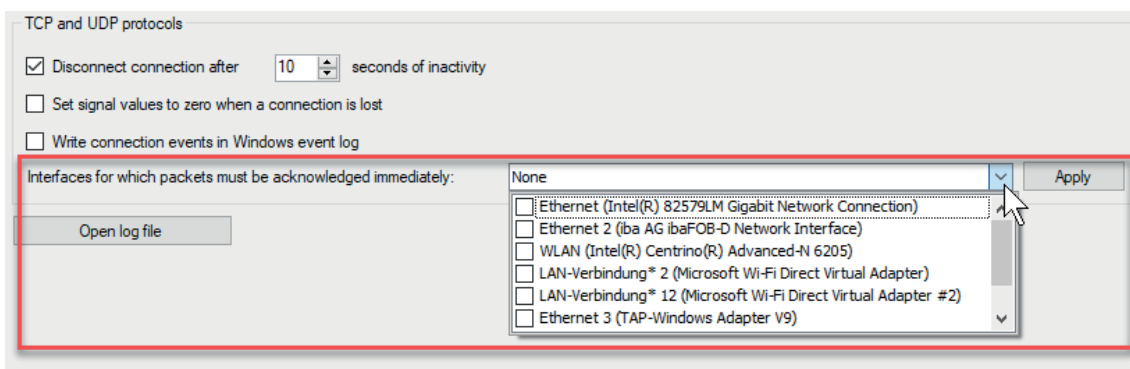 TCP and UDP protocols
Disconnect connection after 10 seconds of inactivity
Set signal values to zero when a connection is lost
Write connection events in Windows event log
Interfaces for which packets must be acknowledged immediately: None Apply
Ethernet (Intel(R) 82579LM Gigabit Network Connection)
Open log file
Ethernet 2 (iba AG ibaFOB-D Network Interface)
WLAN (Intel(R) Centrino(R) Advanced-N 6205)
LAN-Verbindung* 2 (Microsoft Wi-Fi Direct Virtual Adapter)
LAN-Verbindung* 12 (Microsoft Wi-Fi Direct Virtual Adapter #2)
Ethernet 3 (TAP-Windows Adapter V9)